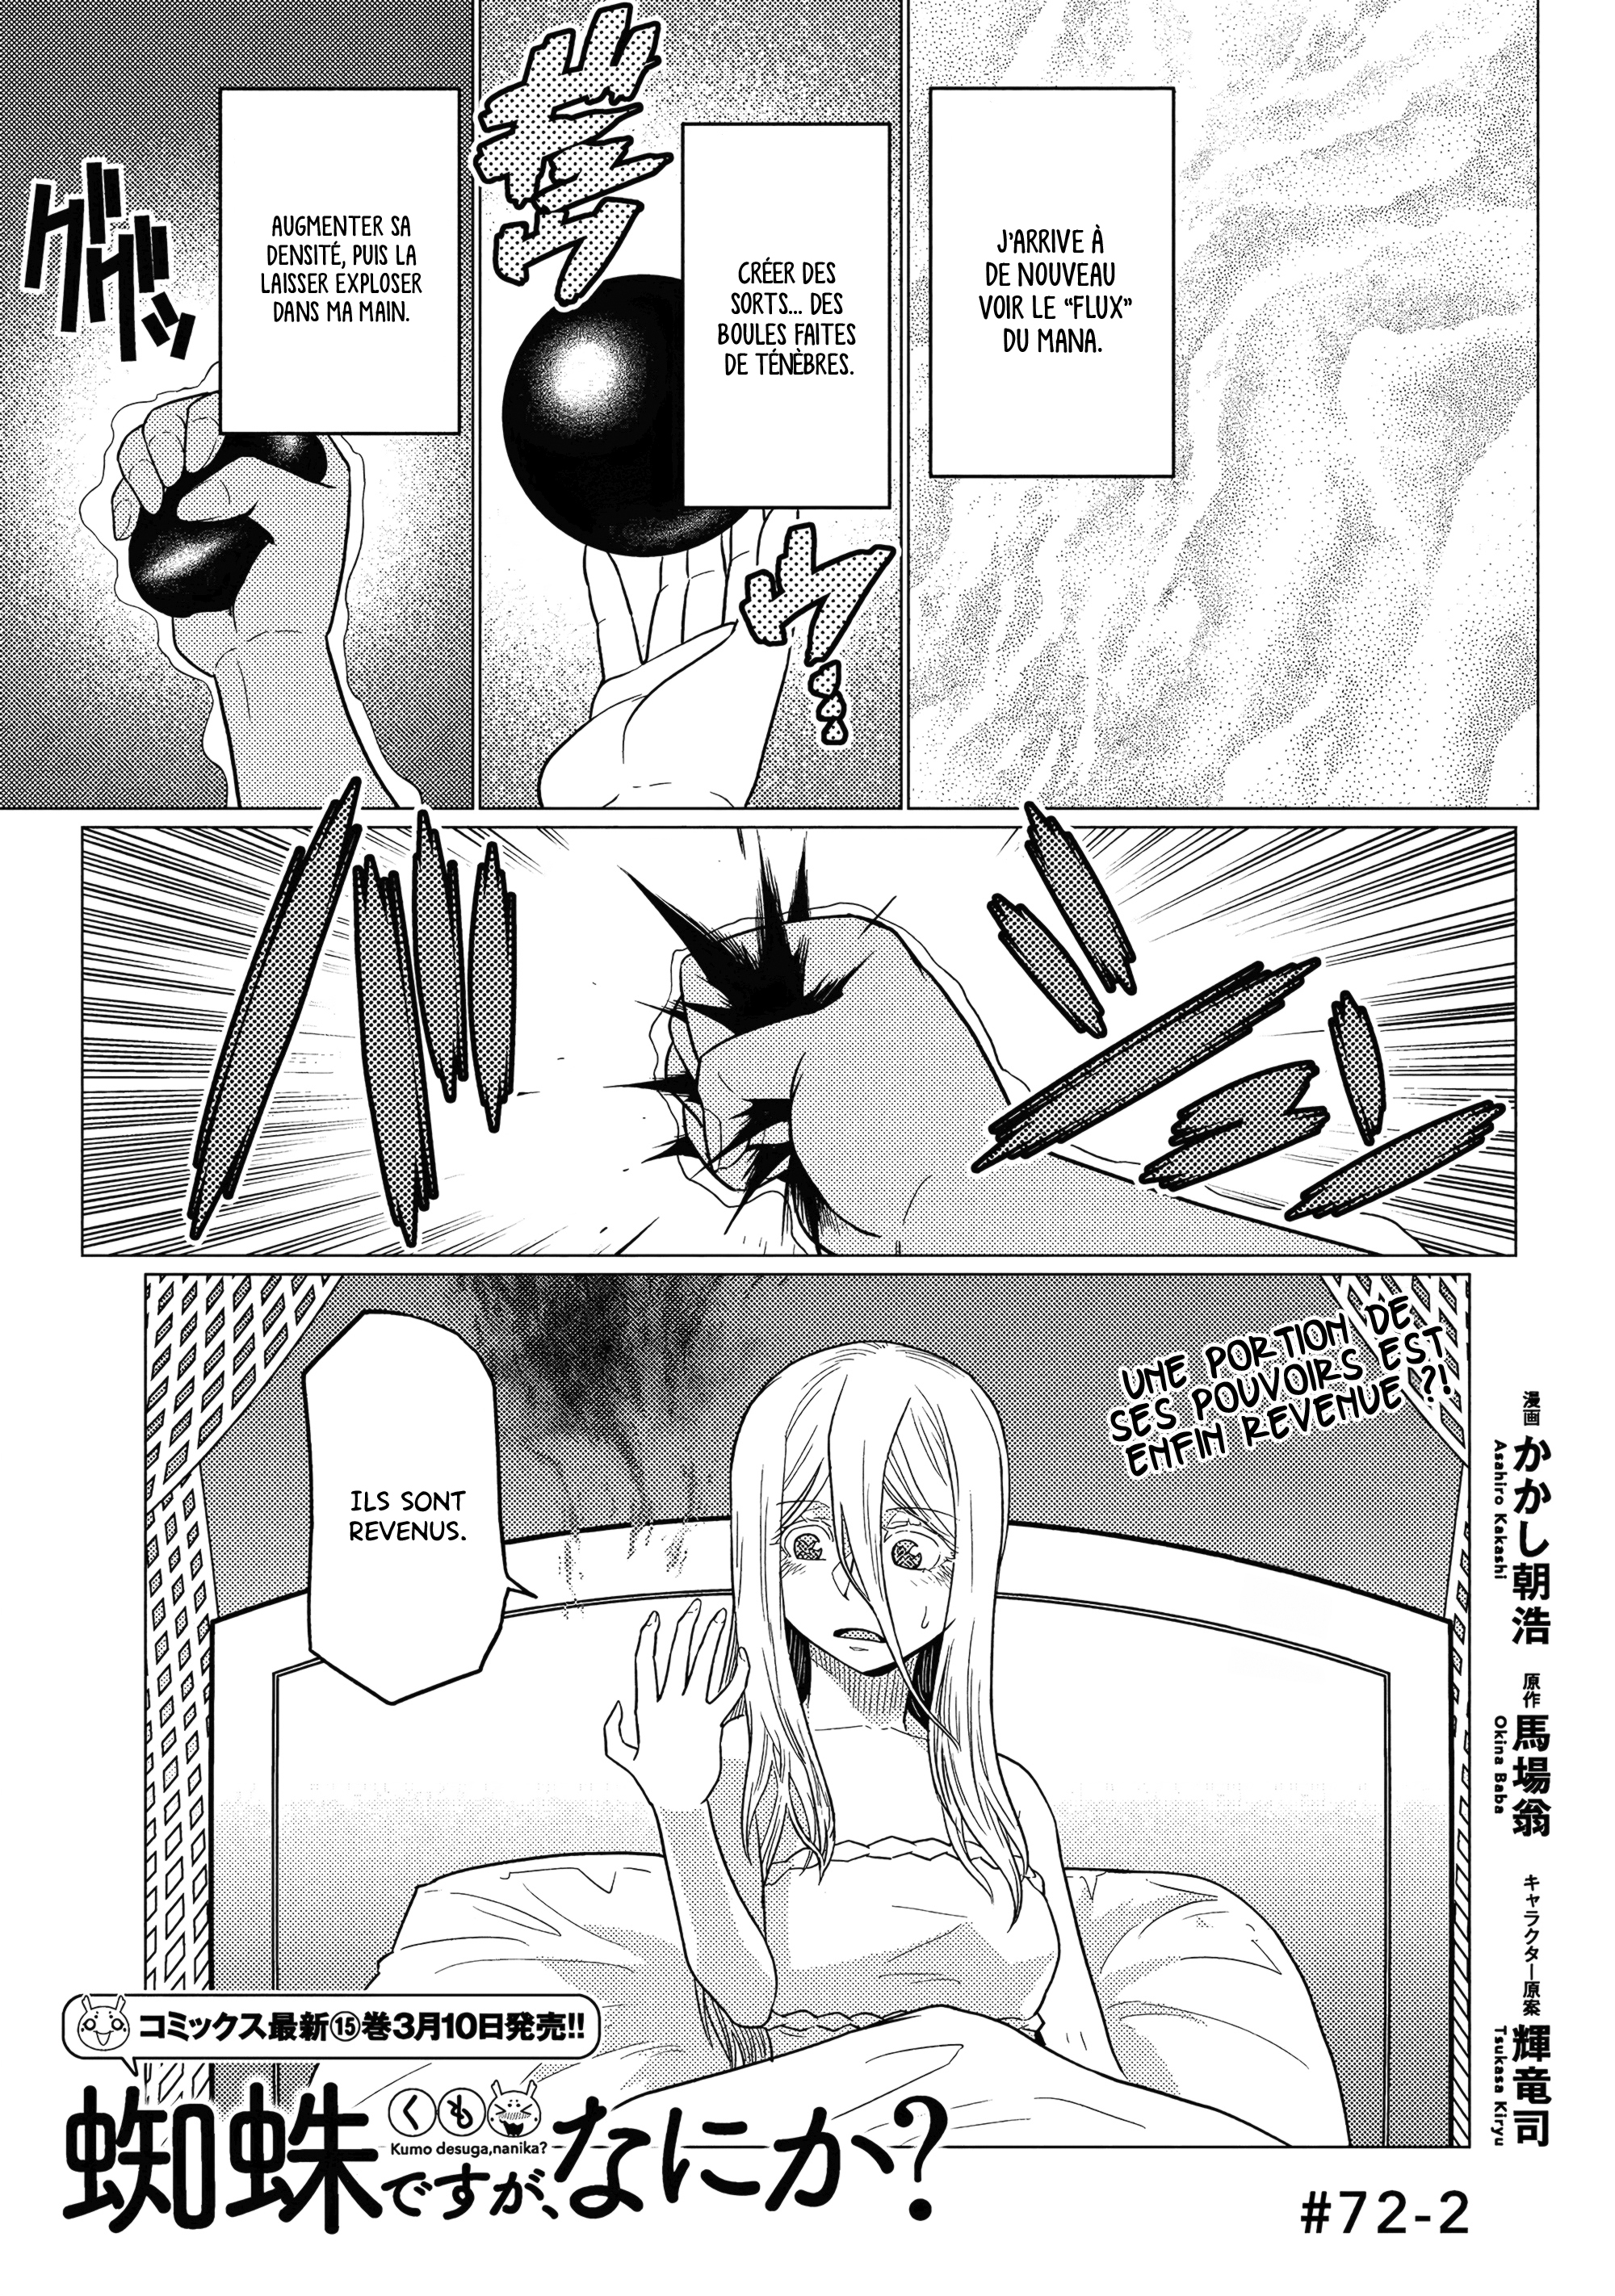 J'ARRIVE À
DE NOUVEAU
VOIR LE "FLUX"
DU MANA.
CRÉER DES
SORTS... DES
BOULES FAITES
DE TÉNÈBRES.
AUGMENTER SA
DENSITÉ, PUIS LA
LAISSER EXPLOSER
DANS MA MAIN.
ググッ
UNE PORTION DE
SES POUVOIRS EST
ENFIN REVENUE ?!
ILS SONT
REVENUS.
漫画 かかし朝浩
Asahiro Kakashi
原作 馬場翁
Okina Baba
キャラクター原案 輝竜司
Tsukasa Kiryu
コミックス最新⑮巻3月10日発売!!
くも
Kumo desuga,nanika?
蜘蛛ですが、なにか?
#72-2